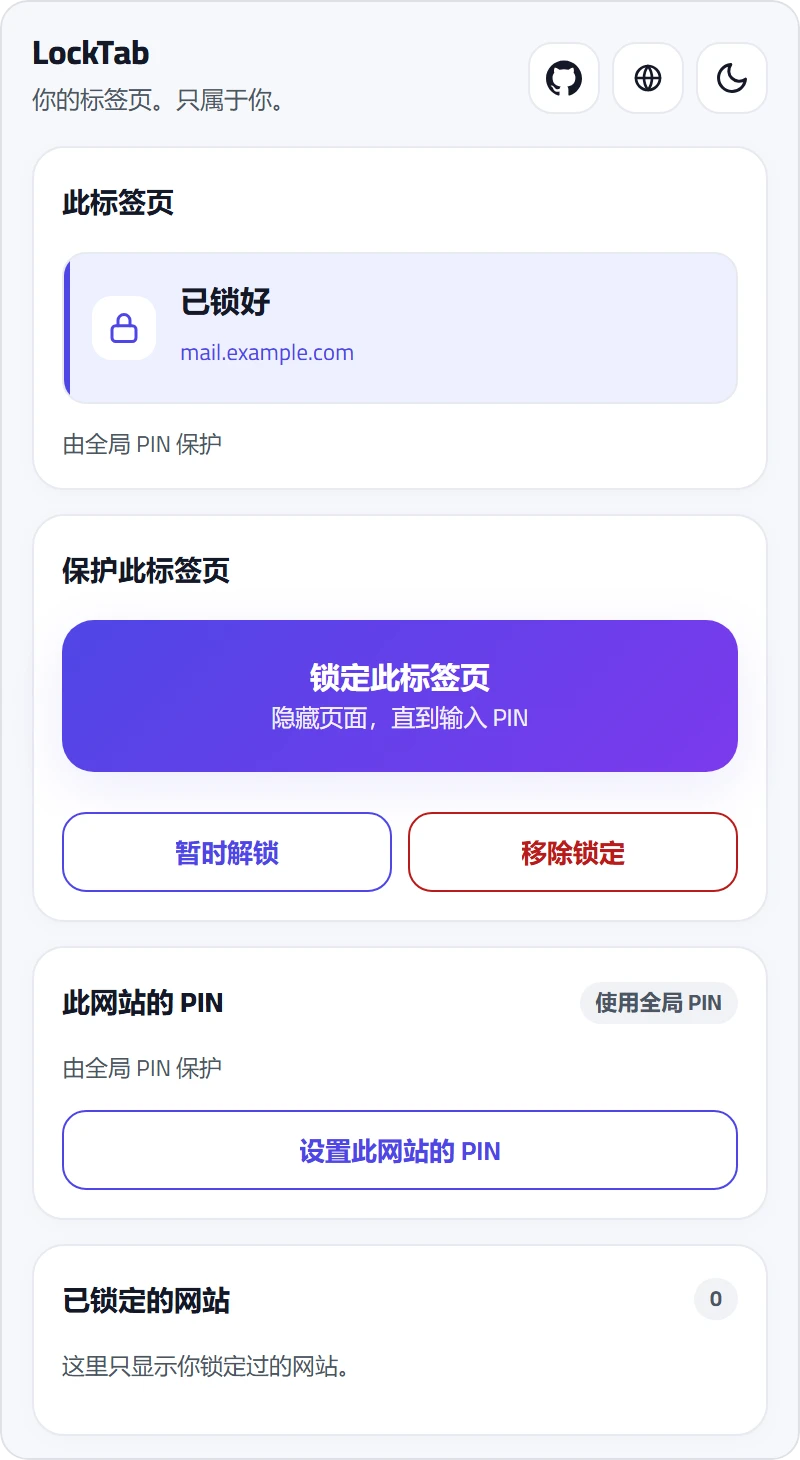 LockTab
你的标签页。只属于你。
此标签页
已锁好
mail.example.com
由全局 PIN 保护
保护此标签页
锁定此标签页
隐藏页面，直到输入 PIN
暂时解锁
移除锁定
此网站的 PIN
使用全局 PIN
由全局 PIN 保护
设置此网站的 PIN
已锁定的网站
0
这里只显示你锁定过的网站。